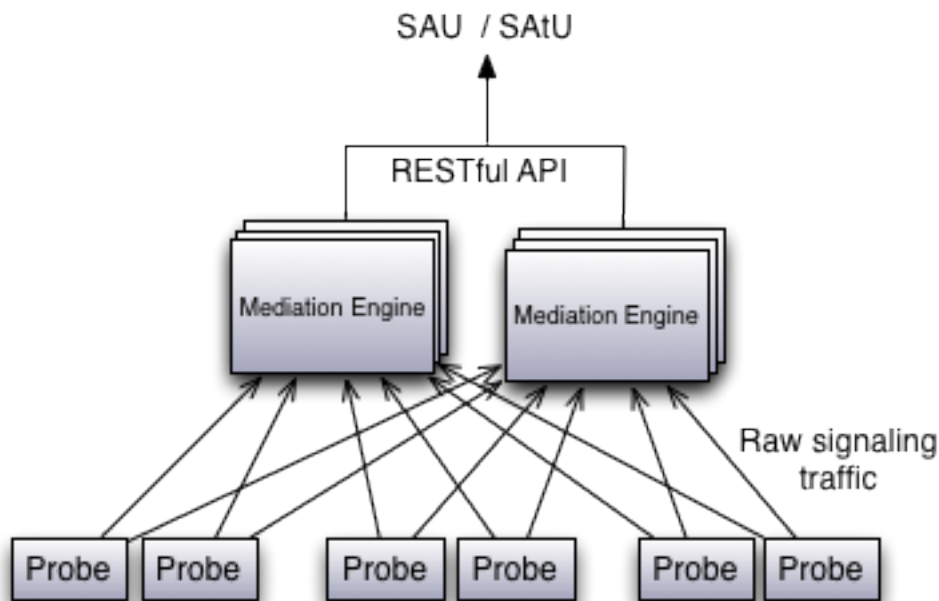 SAU / SAtU
RESTful API
Mediation Engine
Mediation Engine
Raw signaling
traffic
Probe
Probe
Probe
Probe
Probe
Probe